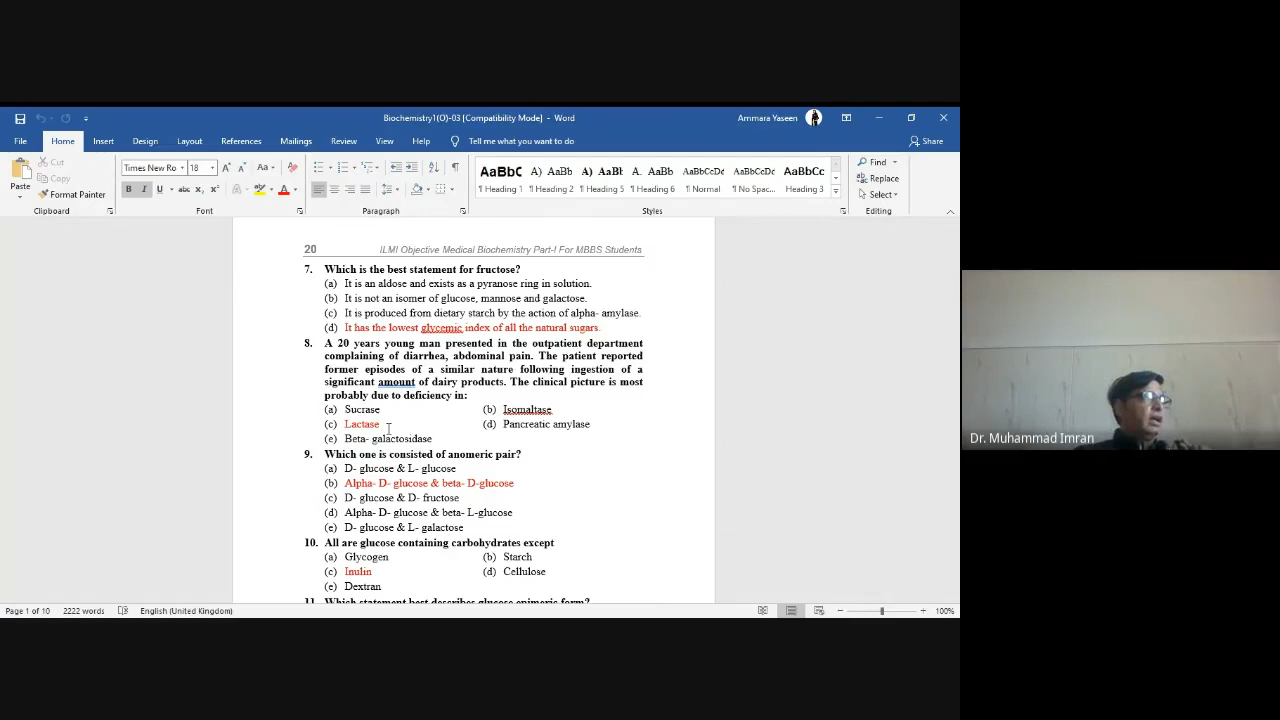 Biochemistry1(O)-03 [Compatibility Mode] - Word
Ammara Yaseen
File Home Insert Design Layout References Mailings Review View Help Tell me what you want to do Share
Paste
Cut
Copy
Format Painter
Clipboard
Times New Ro 18
Font
Paragraph
AaBbC A) AaBb A) AaBb A. AaBb AaBbCcDc AaBbCcDc AaBbCc
¶ Heading 1 ¶ Heading 2 ¶ Heading 5 ¶ Heading 6 ¶ Normal ¶ No Spac... Heading 3
Styles
Find
Replace
Select
Editing
20 ILMI Objective Medical Biochemistry Part-I For MBBS Students
7. Which is the best statement for fructose?
(a) It is an aldose and exists as a pyranose ring in solution.
(b) It is not an isomer of glucose, mannose and galactose.
(c) It is produced from dietary starch by the action of alpha- amylase.
(d) It has the lowest glycemic index of all the natural sugars.
8. A 20 years young man presented in the outpatient department
complaining of diarrhea, abdominal pain. The patient reported
former episodes of a similar nature following ingestion of a
significant amount of dairy products. The clinical picture is most
probably due to deficiency in:
(a) Sucrase (b) Isomaltase
(c) Lactase (d) Pancreatic amylase
(e) Beta- galactosidase
9. Which one is consisted of anomeric pair?
(a) D- glucose & L- glucose
(b) Alpha- D- glucose & beta- D-glucose
(c) D- glucose & D- fructose
(d) Alpha- D- glucose & beta- L-glucose
(e) D- glucose & L- galactose
10. All are glucose containing carbohydrates except
(a) Glycogen (b) Starch
(c) Inulin (d) Cellulose
(e) Dextran
11. Which statement best describes glucose epimeric form?
Page 1 of 10 2222 words English (United Kingdom) 100%
Dr. Muhammad Imran